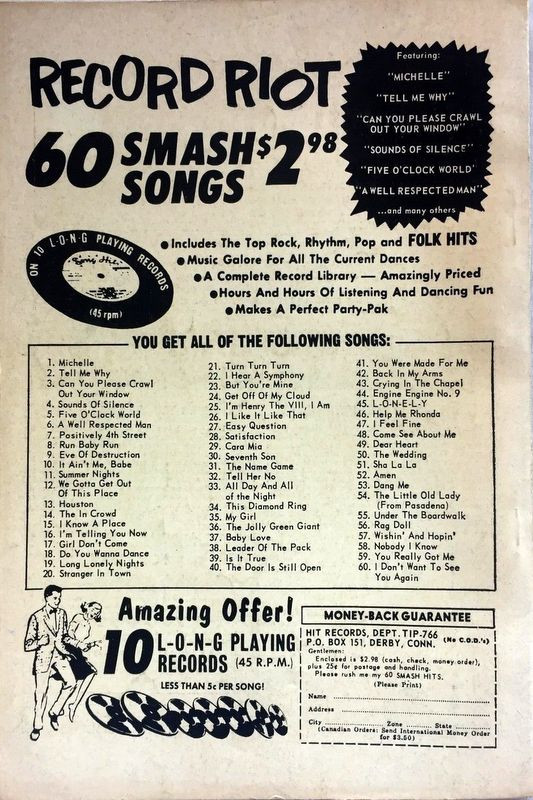 RECORD RIOT
60 SMASH SONGS $2.98
Featuring:
"MICHELLE"
"TELL ME WHY"
"CAN YOU PLEASE CRAWL
OUT YOUR WINDOW"
"SOUNDS OF SILENCE"
"FIVE O'CLOCK WORLD'
"A WELL RESPECTED MAN"
...and many others
ON 10 L-O-N-G PLAYING RECORDS
(45 rpm)
● Includes The Top Rock, Rhythm, Pop and FOLK HITS
● Music Galore For All The Current Dances
● A Complete Record Library — Amazingly Priced
● Hours And Hours Of Listening And Dancing Fun
● Makes A Perfect Party-Pak
YOU GET ALL OF THE FOLLOWING SONGS:
1. Michelle
2. Tell Me Why
3. Can You Please Crawl
Out Your Window
4. Sounds Of Silence
5. Five O'Clock World
6. A Well Respected Man
7. Positively 4th Street
8. Run Baby Run
9. Eve Of Destruction
10. It Ain't Me, Babe
11. Summer Nights
12. We Gotta Get Out
Of This Place
13. Houston
14. The In Crowd
15. I Know A Place
16. I'm Telling You Now
17. Girl Don't Come
18. Do You Wanna Dance
19. Long Lonely Nights
20. Stranger In Town
21. Turn Turn Turn
22. I Hear A Symphony
23. But You're Mine
24. Get Off Of My Cloud
25. I'm Henry The VIII, I Am
26. I Like It Like That
27. Easy Question
28. Satisfaction
29. Cara Mia
30. Seventh Son
31. The Name Game
32. Tell Her No
33. All Day And All
of the Night
34. This Diamond Ring
35. My Girl
36. The Jolly Green Giant
37. Baby Love
38. Leader Of The Pack
39. Is It True
40. The Door Is Still Open
41. You Were Made For Me
42. Back In My Arms
43. Crying In The Chapel
44. Engine Engine No. 9
45. L-O-N-E-L-Y
46. Help Me Rhonda
47. I Feel Fine
48. Come See About Me
49. Dear Heart
50. The Wedding
51. Sha La La
52. Amen
53. Dang Me
54. The Little Old Lady
(From Pasadena)
55. Under The Boardwalk
56. Rag Doll
57. Wishin' And Hopin'
58. Nobody I Know
59. You Really Got Me
60. I Don't Want To See
You Again
Amazing Offer!
10 L-O-N-G PLAYING
RECORDS (45 R.P.M.)
LESS THAN 5c PER SONG!
MONEY-BACK GUARANTEE
HIT RECORDS, DEPT. TIP-766
P.O. BOX 151, DERBY, CONN. (No C.O.D.'s)
Gentlemen:
Enclosed is $2.98 (cash, check, money order),
plus 25¢ for postage and handling.
Please rush me my 60 SMASH HITS.
(Please Print)
Name
Address
City Zone State
(Canadian Orders: Send International Money Order
for $3.50)